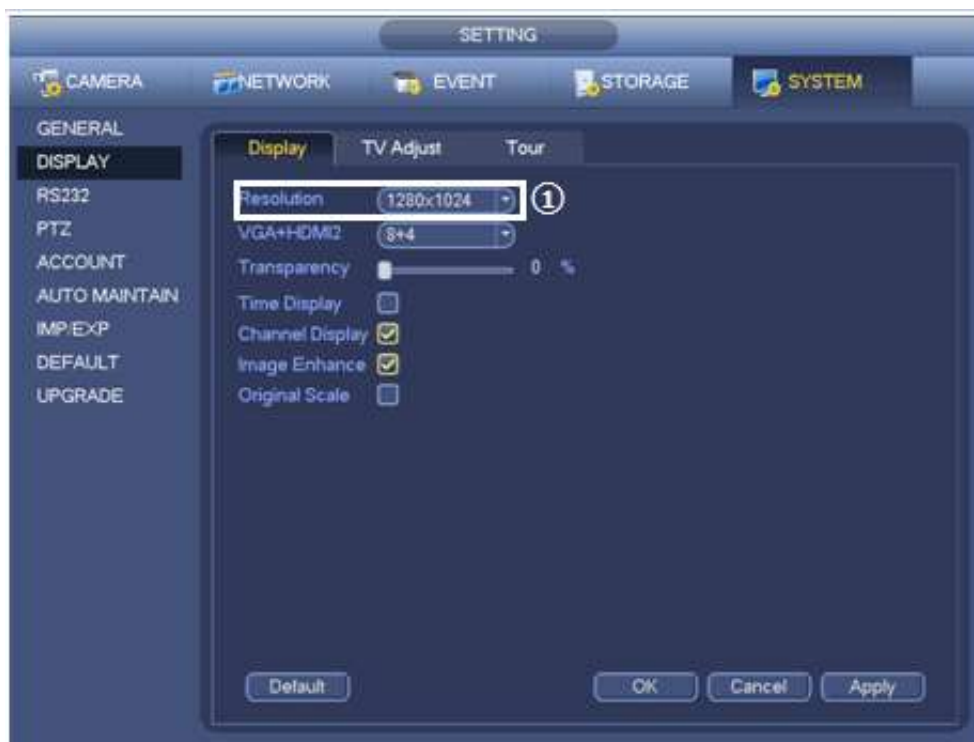 SETTING
CAMERA NETWORK EVENT STORAGE SYSTEM
GENERAL
DISPLAY
RS232
PTZ
ACCOUNT
AUTO MAINTAIN
IMP/EXP
DEFAULT
UPGRADE
Display TV Adjust Tour
Resolution 1280x1024 ①
VGA+HDMI2 8+4
Transparency 0 %
Time Display
Channel Display
Image Enhance
Original Scale
Default OK Cancel Apply